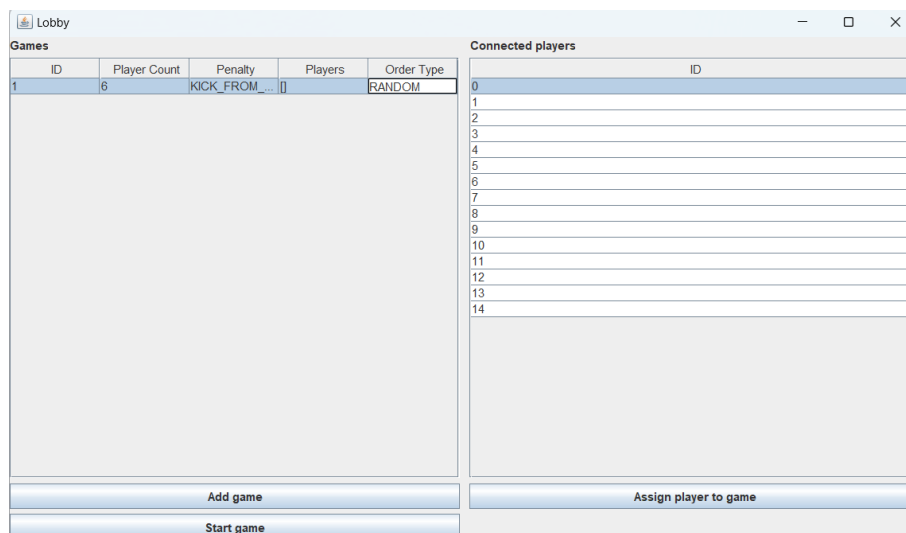 Lobby
Games
ID Player Count Penalty Players Order Type
1 6 KICK_FROM_... [] RANDOM
Add game
Start game
Connected players
ID
0
1
2
3
4
5
6
7
8
9
10
11
12
13
14
Assign player to game